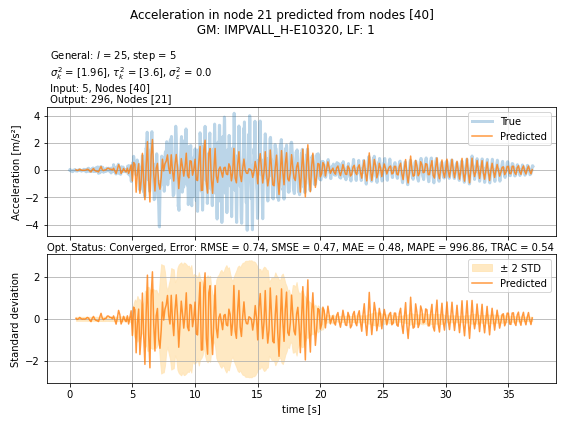 Acceleration in node 21 predicted from nodes [40]
GM: IMPVALL_H-E10320, LF: 1
General: l = 25, step = 5
σ²ₖ = [1.96], τ²ₖ = [3.6], σ²ε = 0.0
Input: 5, Nodes [40]
Output: 296, Nodes [21]
Acceleration [m/s²]
4
2
0
−2
−4
True
Predicted
Opt. Status: Converged, Error: RMSE = 0.74, SMSE = 0.47, MAE = 0.48, MAPE = 996.86, TRAC = 0.54
Standard deviation
2
0
−2
± 2 STD
Predicted
0 5 10 15 20 25 30 35
time [s]